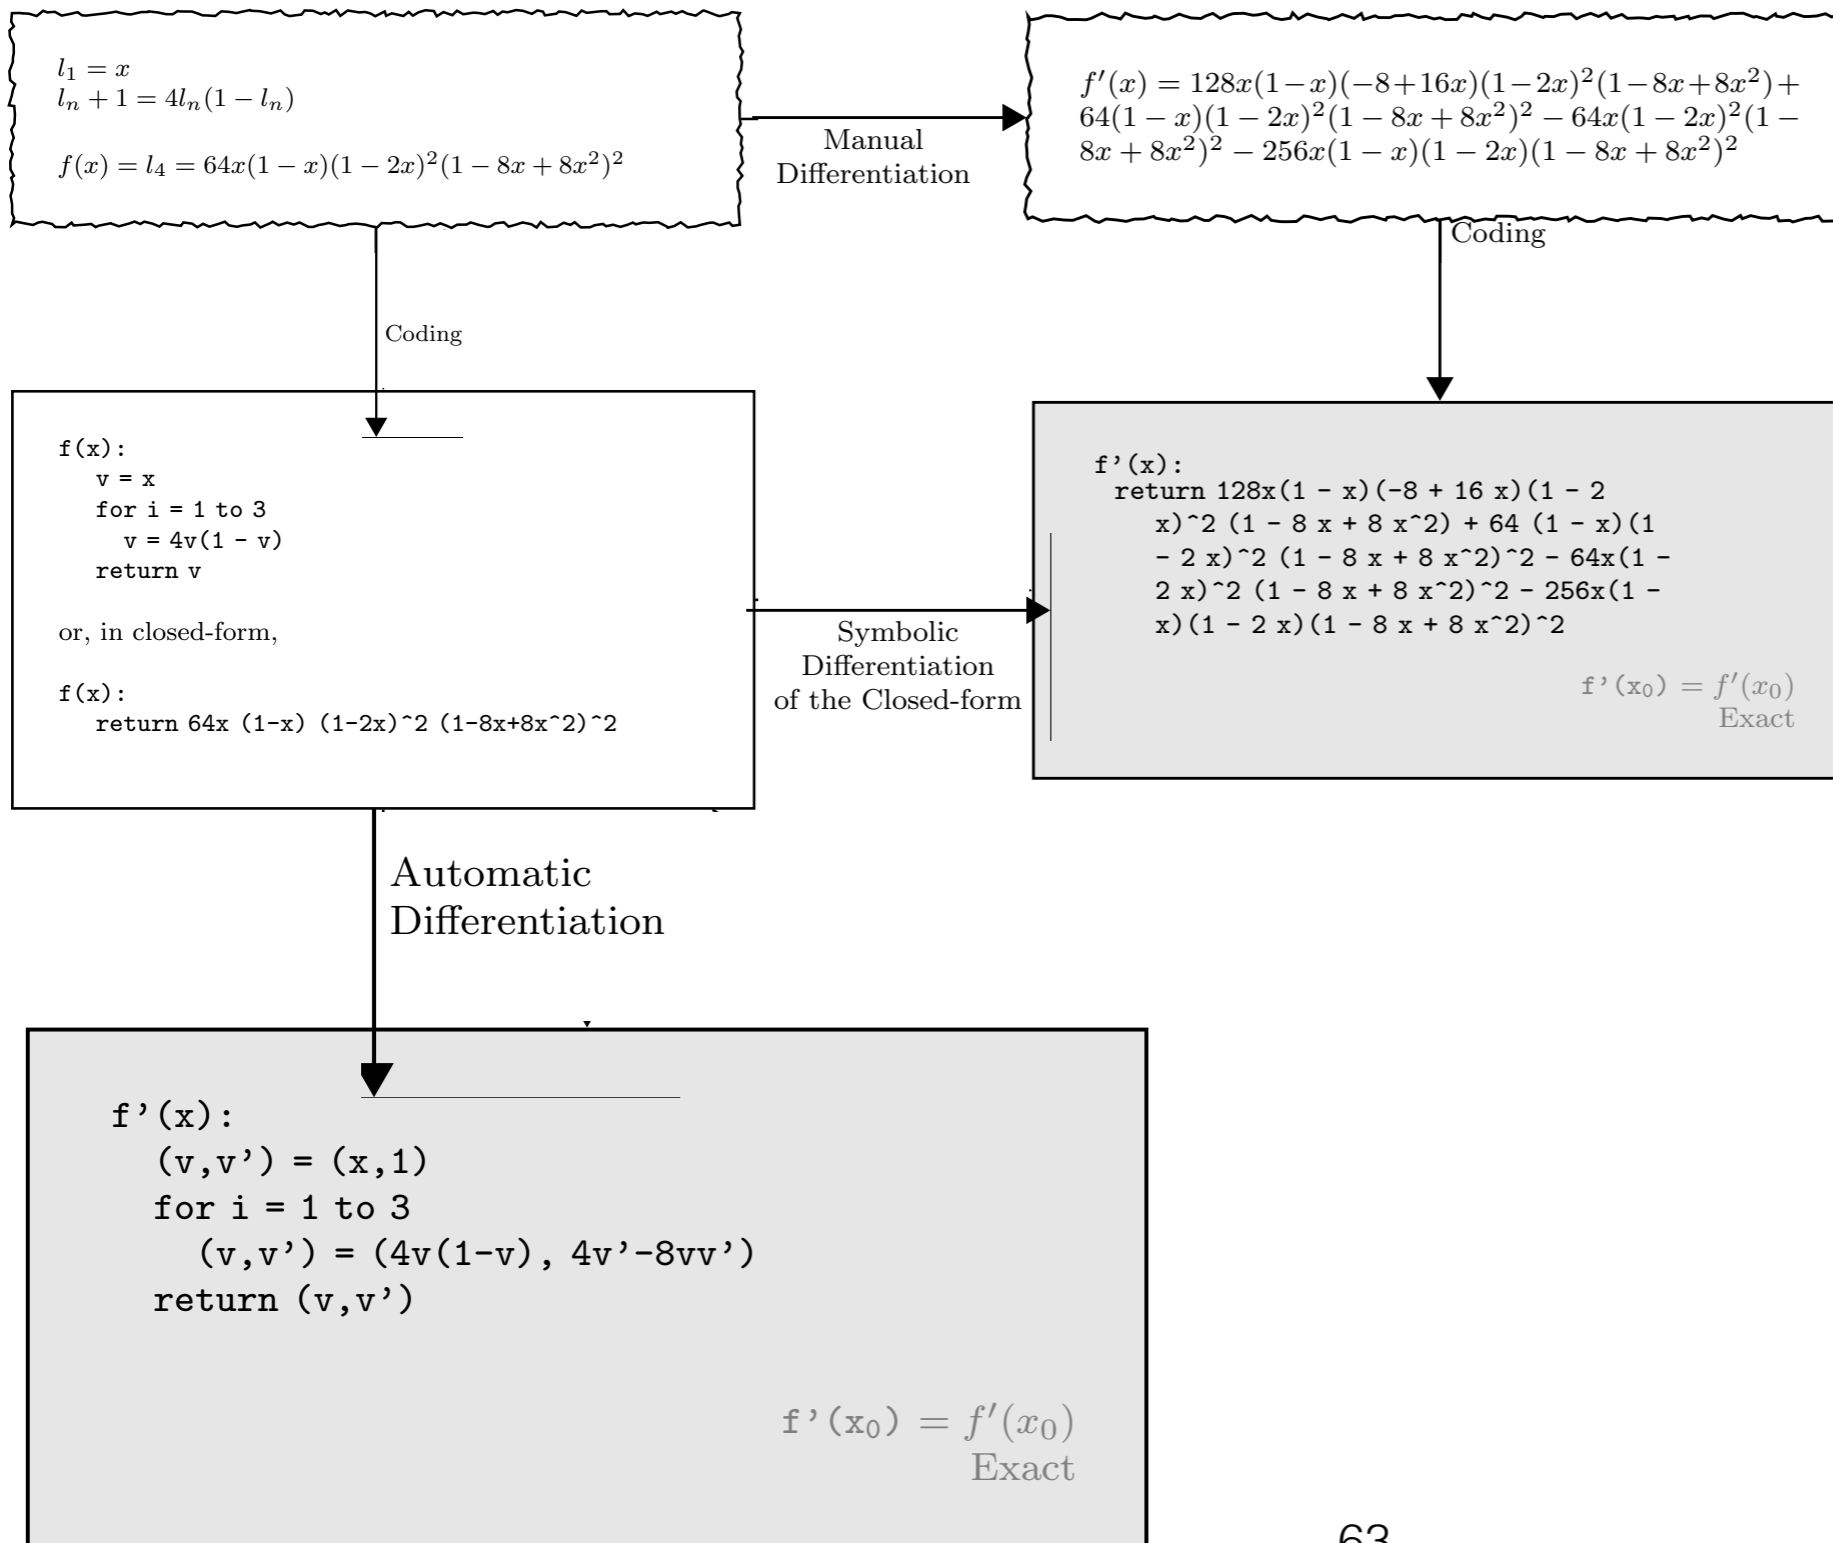 l₁ = x
lₙ + 1 = 4lₙ(1 − lₙ)
f(x) = l₄ = 64x(1 − x)(1 − 2x)²(1 − 8x + 8x²)²
Manual
Differentiation
f′(x) = 128x(1−x)(−8+16x)(1−2x)²(1−8x+8x²)+
64(1 − x)(1 − 2x)²(1 − 8x + 8x²)² − 64x(1 − 2x)²(1 −
8x + 8x²)² − 256x(1 − x)(1 − 2x)(1 − 8x + 8x²)²
Coding
Coding
f(x):
v = x
for i = 1 to 3
v = 4v(1 - v)
return v
or, in closed-form,
f(x):
return 64x (1-x) (1-2x)^2 (1-8x+8x^2)^2
Symbolic
Differentiation
of the Closed-form
f’(x):
return 128x(1 - x)(-8 + 16 x)(1 - 2
x)^2 (1 - 8 x + 8 x^2) + 64 (1 - x)(1
- 2 x)^2 (1 - 8 x + 8 x^2)^2 - 64x(1 -
2 x)^2 (1 - 8 x + 8 x^2)^2 - 256x(1 -
x)(1 - 2 x)(1 - 8 x + 8 x^2)^2
f’(x₀) = f′(x₀)
Exact
Automatic
Differentiation
f’(x):
(v,v’) = (x,1)
for i = 1 to 3
(v,v’) = (4v(1-v), 4v’-8vv’)
return (v,v’)
f’(x₀) = f′(x₀)
Exact
63